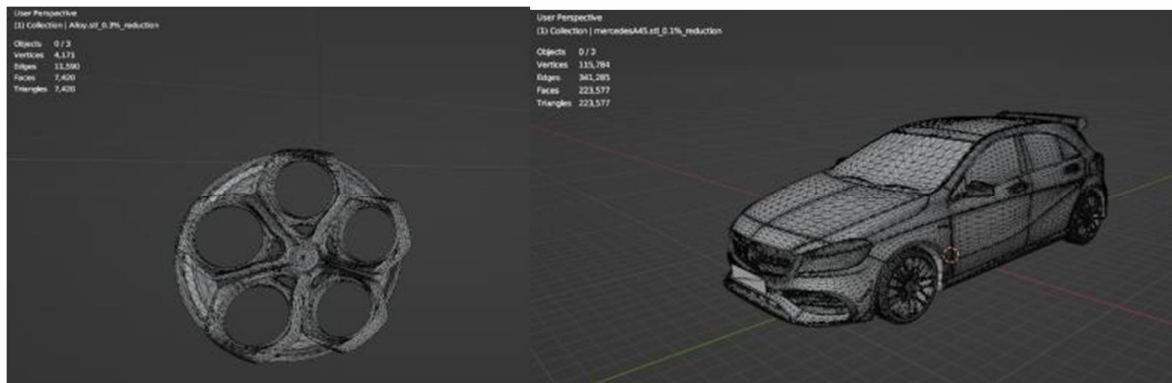 User Perspective
(1) Collection | Alloy.stl_0.3%_reduction
Objects 0/3
Vertices 4,171
Edges 11,590
Faces 7,420
Triangles 7,420
User Perspective
(1) Collection | mercedesA45.stl_0.1%_reduction
Objects 0/3
Vertices 115,784
Edges 341,285
Faces 223,577
Triangles 223,577